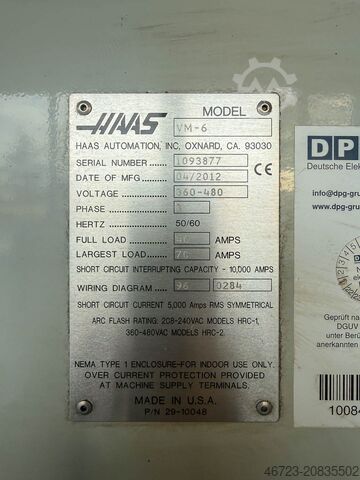 MODEL
HAAS VM-6
HAAS AUTOMATION, INC, OXNARD, CA. 93030
SERIAL NUMBER 1093877
DATE OF MFG. 04/2012 CE
VOLTAGE 360-480
PHASE
HERTZ 50/60
FULL LOAD AMPS
LARGEST LOAD AMPS
SHORT CIRCUIT INTERRUPTING CAPACITY - 10,000 AMPS
WIRING DIAGRAM 96 0284
SHORT CIRCUIT CURRENT 5,000 Amps RMS SYMMETRICAL
ARC FLASH RATING: 208-240VAC MODELS HRC-1,
360-480VAC MODELS HRC-2.
NEMA TYPE 1 ENCLOSURE-FOR INDOOR USE ONLY.
OVER CURRENT PROTECTION PROVIDED
AT MACHINE SUPPLY TERMINALS.
MADE IN U.S.A.
P/N 29-10048
DP
Deutsche Elek
info@dpg-gru
www.dpg-gru
Geprüft na
DGUV
unter Berü
anerkannten
1008
46723-20835502